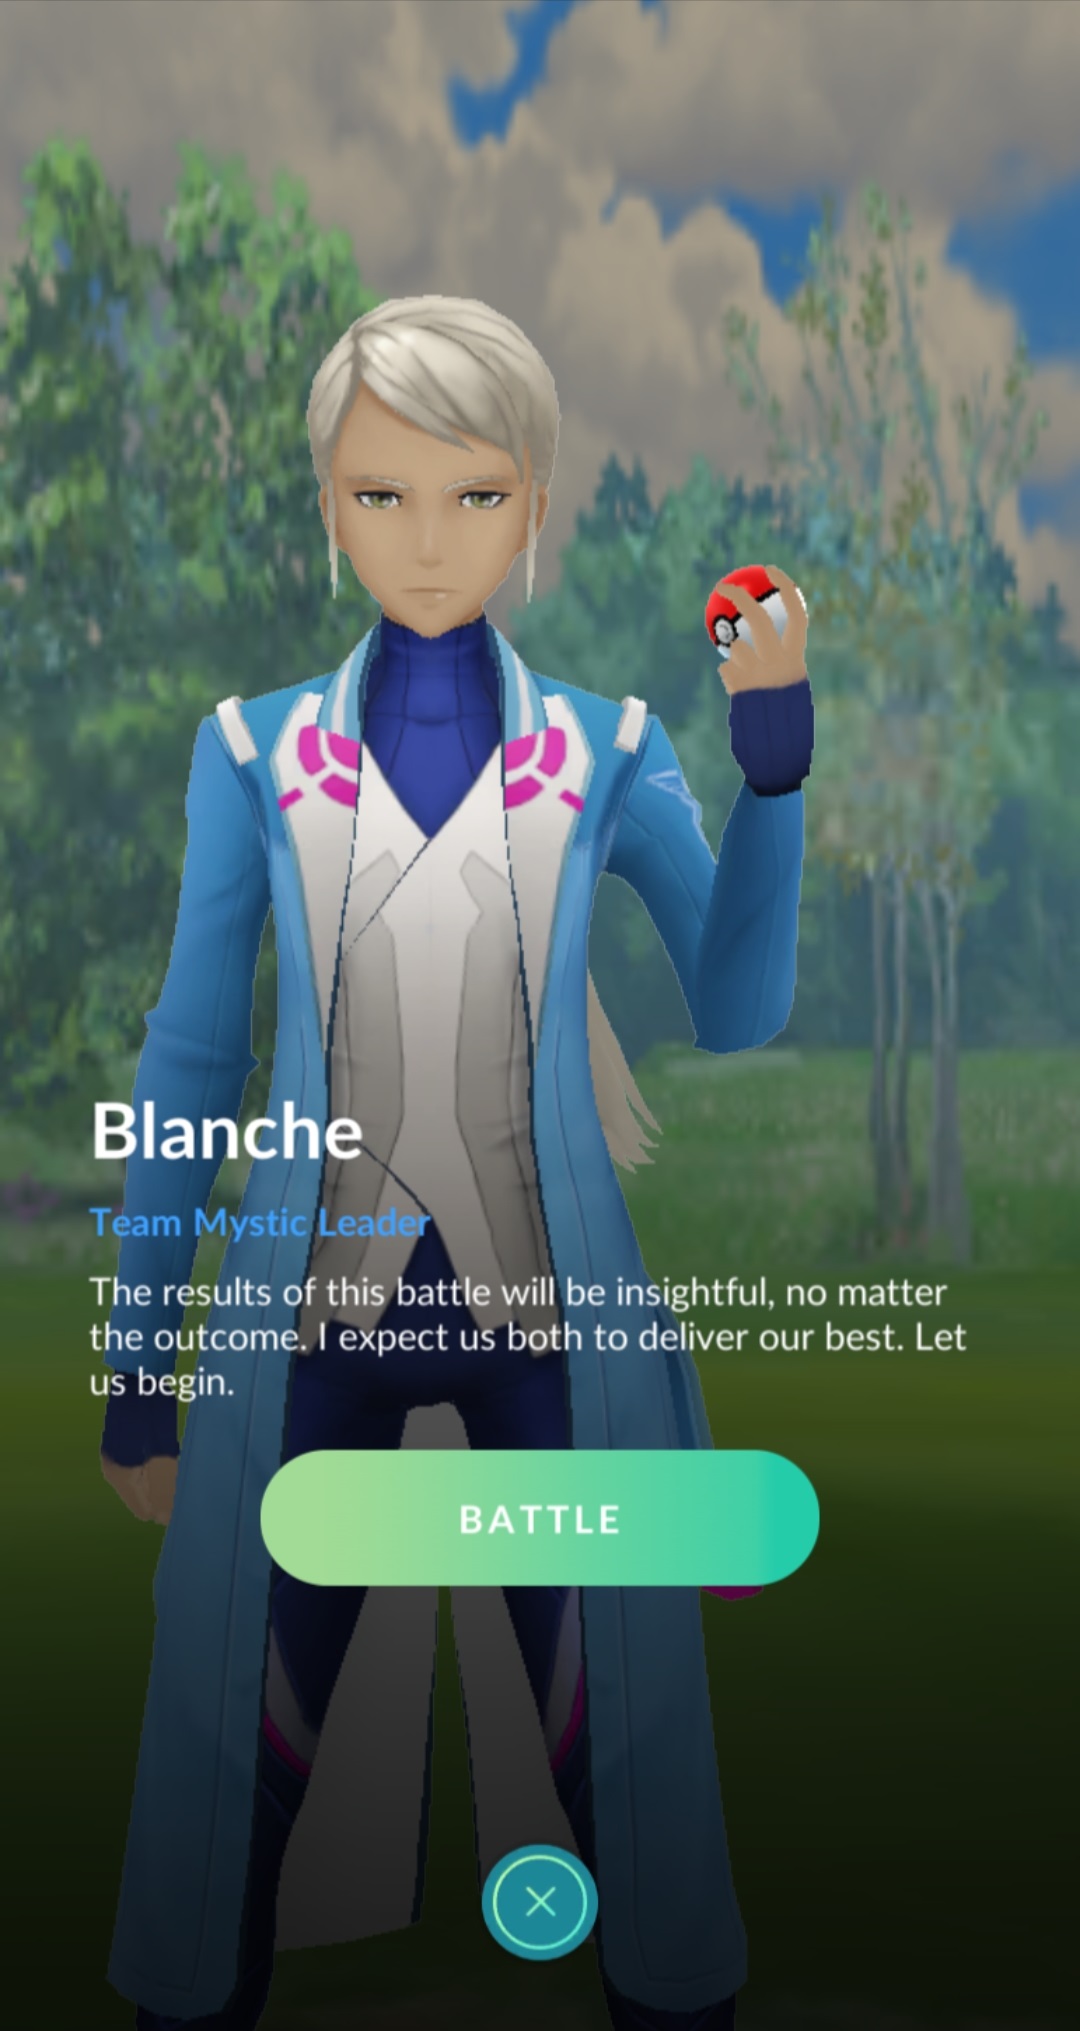 Blanche
Team Mystic Leader
The results of this battle will be insightful, no matter
the outcome. I expect us both to deliver our best. Let
us begin.
BATTLE